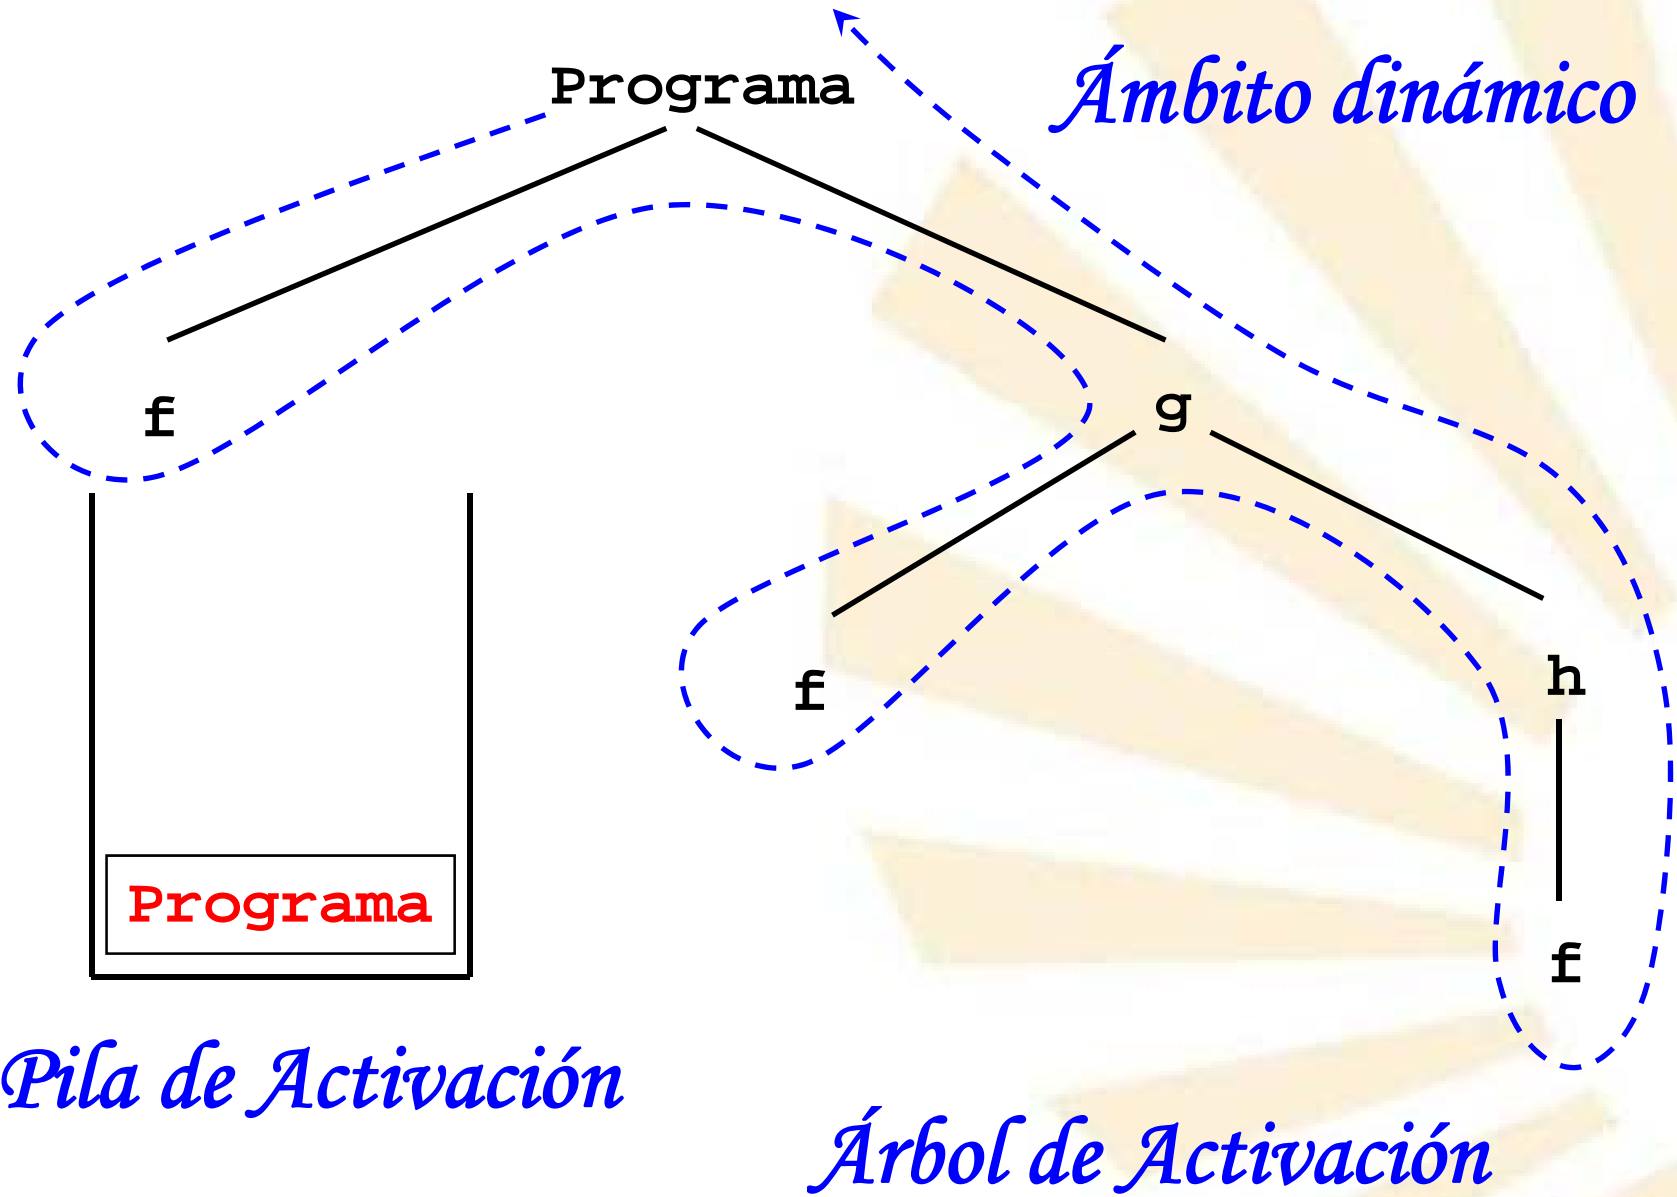 Programa
Ámbito dinámico
f
g
f
h
Programa
f
Pila de Activación
Árbol de Activación